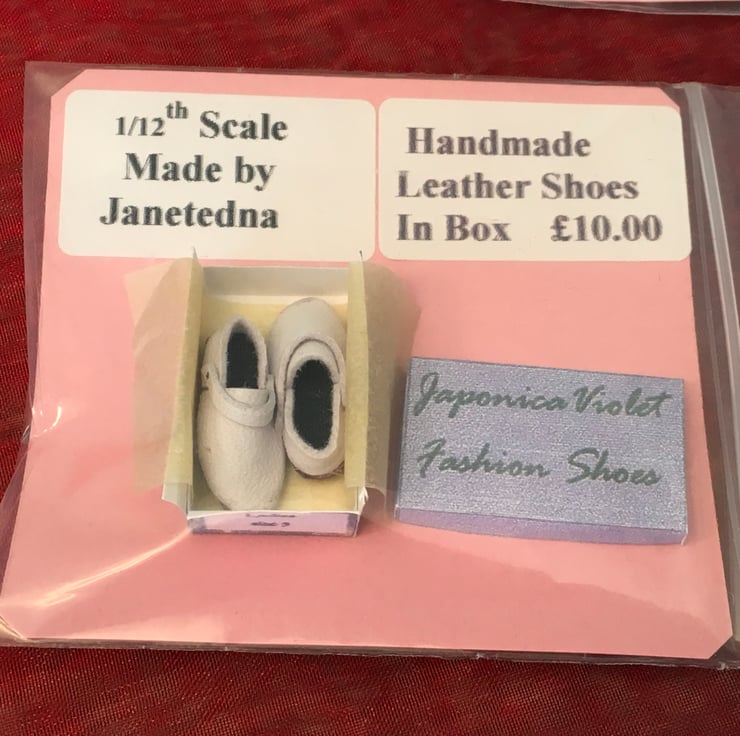 1/12th Scale
Made by
Janetedna
Handmade
Leather Shoes
In Box £10.00
Japonica Violet
Fashion Shoes